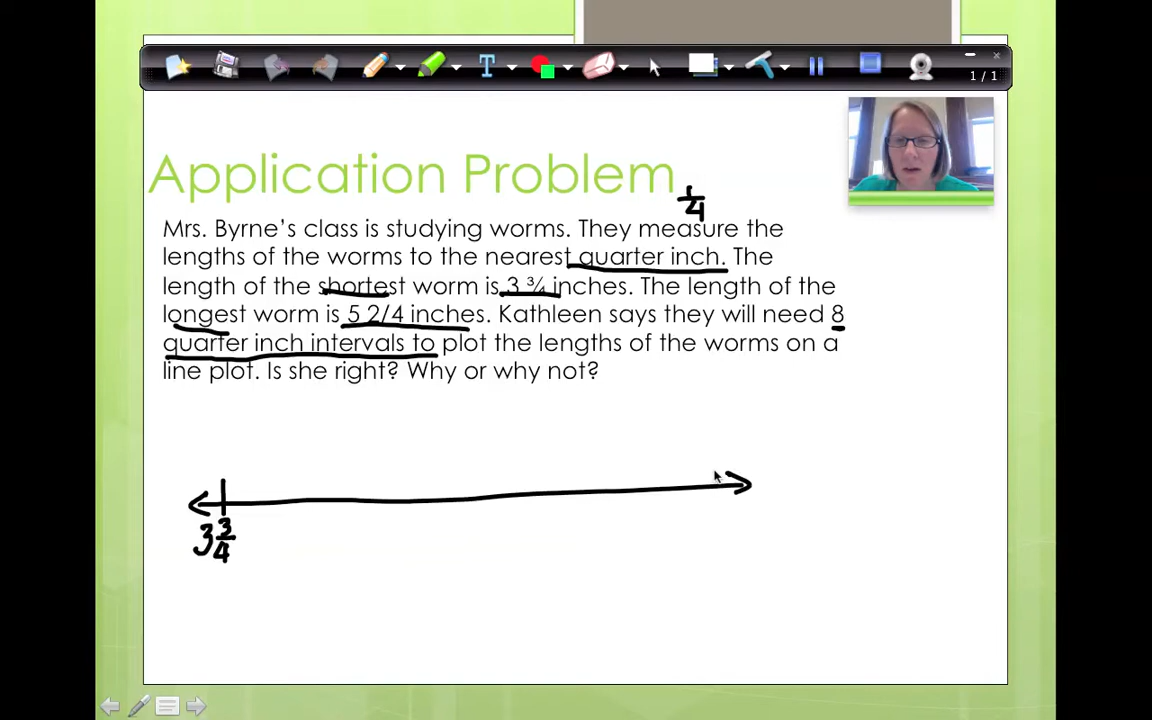 T
1 / 1
Application Problem
1/4
Mrs. Byrne's class is studying worms. They measure the
lengths of the worms to the nearest quarter inch. The
length of the shortest worm is 3 ¾ inches. The length of the
longest worm is 5 2/4 inches. Kathleen says they will need 8
quarter inch intervals to plot the lengths of the worms on a
line plot. Is she right? Why or why not?
3 3/4